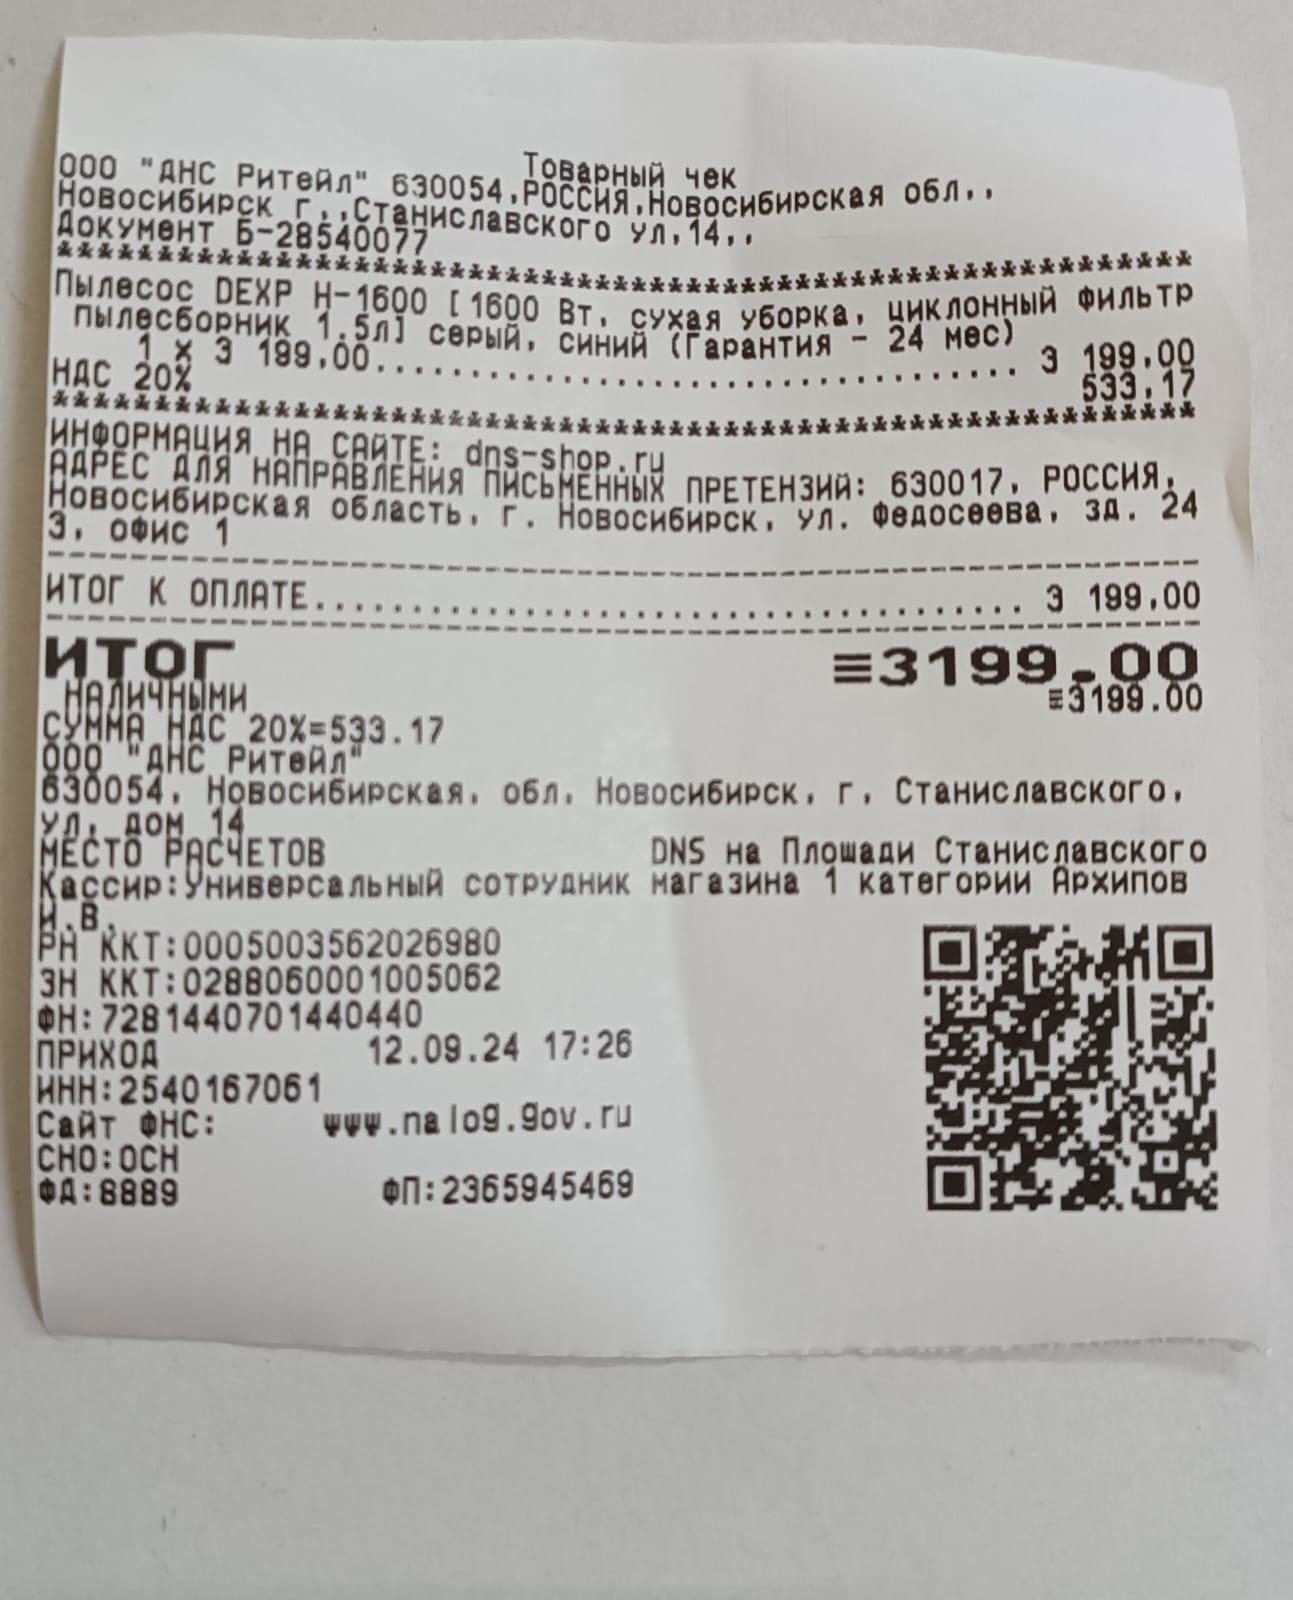 Товарный чек
ООО "ДНС Ритейл" 630054,РОССИЯ,Новосибирская обл,,
Новосибирск г,,Станиславского ул,14,,
Документ Б-28540077
*********************************************************
Пылесос DEXP H-1600 [1600 Вт, сухая уборка, циклонный фильтр
пылесборник 1.5л] серый, синий (Гарантия - 24 мес)
1 x 3 199,00................................ 3 199,00
НДС 20% 533,17
*********************************************************
ИНФОРМАЦИЯ НА САЙТЕ: dns-shop.ru
АДРЕС ДЛЯ НАПРАВЛЕНИЯ ПИСЬМЕННЫХ ПРЕТЕНЗИЙ: 630017, РОССИЯ,
Новосибирская область, г. Новосибирск, ул. Федосеева, зд. 24
3, офис 1
---------------------------------------------------------
ИТОГ К ОПЛАТЕ................................... 3 199,00
---------------------------------------------------------
ИТОГ ≡3199.00
НАЛИЧНЫМИ ≡3199.00
СУММА НДС 20%=533.17
ООО "ДНС Ритейл"
630054, Новосибирская, обл, Новосибирск, г, Станиславского,
ул, дом 14
МЕСТО РАСЧЕТОВ DNS на Площади Станиславского
Кассир:Универсальный сотрудник магазина 1 категории Архипов
И.В.
РН ККТ:0005003562026980
ЗН ККТ:0288060001005062
ФН:7281440701440440
ПРИХОД 12.09.24 17:26
ИНН:2540167061
Сайт ФНС: www.nalog.gov.ru
СНО:ОСН
ФД:8889 ФП:2365945469